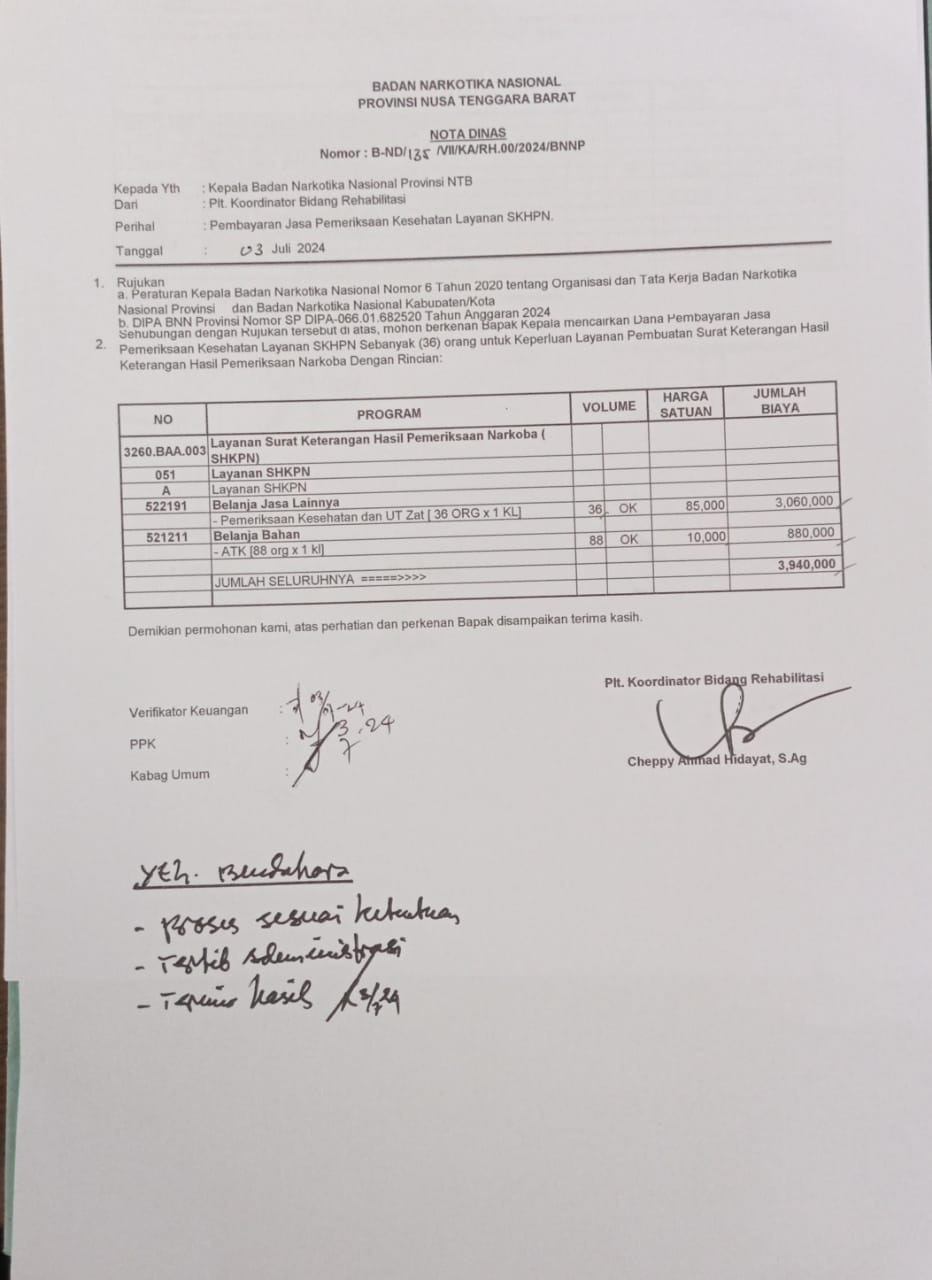 BADAN NARKOTIKA NASIONAL
PROVINSI NUSA TENGGARA BARAT
NOTA DINAS
Nomor : B-ND/135 /VII/KA/RH.00/2024/BNNP
Kepada Yth : Kepala Badan Narkotika Nasional Provinsi NTB
Dari : Plt. Koordinator Bidang Rehabilitasi
Perihal : Pembayaran Jasa Pemeriksaan Kesehatan Layanan SKHPN.
Tanggal : 03 Juli 2024
1. Rujukan
a. Peraturan Kepala Badan Narkotika Nasional Nomor 6 Tahun 2020 tentang Organisasi dan Tata Kerja Badan Narkotika
Nasional Provinsi dan Badan Narkotika Nasional Kabupaten/Kota
b. DIPA BNN Provinsi Nomor SP DIPA-066.01.682520 Tahun Anggaran 2024
2. Sehubungan dengan Rujukan tersebut di atas, mohon berkenan Bapak Kepala mencairkan Dana Pembayaran Jasa
Pemeriksaan Kesehatan Layanan SKHPN Sebanyak (36) orang untuk Keperluan Layanan Pembuatan Surat Keterangan Hasil
Keterangan Hasil Pemeriksaan Narkoba Dengan Rincian:
NO PROGRAM VOLUME HARGA SATUAN JUMLAH BIAYA
3260.BAA.003 Layanan Surat Keterangan Hasil Pemeriksaan Narkoba (
SHKPN)
051 Layanan SHKPN
A Layanan SHKPN
522191 Belanja Jasa Lainnya
- Pemeriksaan Kesehatan dan UT Zat [ 36 ORG x 1 KL] 36 OK 85,000 3,060,000
521211 Belanja Bahan
- ATK [88 org x 1 kl] 88 OK 10,000 880,000
JUMLAH SELURUHNYA =====>>>> 3,940,000
Demikian permohonan kami, atas perhatian dan perkenan Bapak disampaikan terima kasih.
Plt. Koordinator Bidang Rehabilitasi
Verifikator Keuangan :
PPK : 3.24
7
Kabag Umum :
Cheppy Ahmad Hidayat, S.Ag
Yth. Bendahara
- Proses sesuai ketentuan
- Tertib administrasi
- Terima kasih 3/7 24